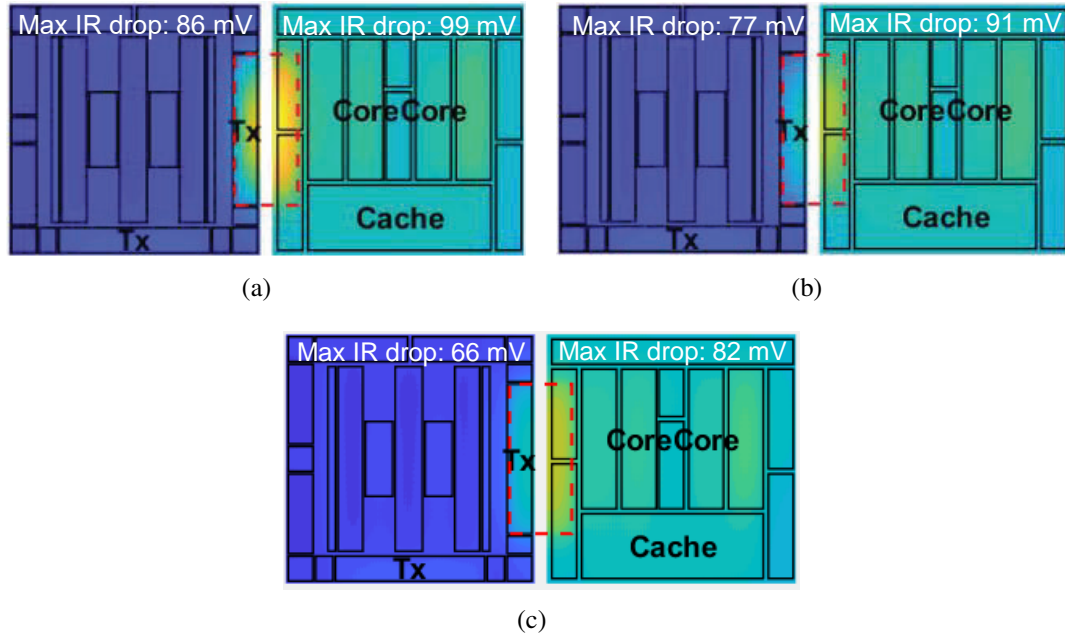 Max IR drop: 86 mV
Max IR drop: 99 mV
Tx
CoreCore
Cache
Tx
(a)
Max IR drop: 77 mV
Max IR drop: 91 mV
Tx
CoreCore
Cache
Tx
(b)
Max IR drop: 66 mV
Max IR drop: 82 mV
Tx
CoreCore
Cache
Tx
(c)